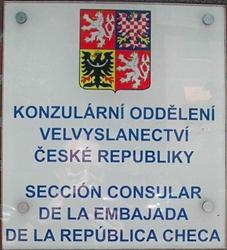 KONZULÁRNÍ ODDĚLENÍ
VELVYSLANECTVÍ
ČESKÉ REPUBLIKY
SECCIÓN CONSULAR
DE LA EMBAJADA
DE LA REPÚBLICA CHECA